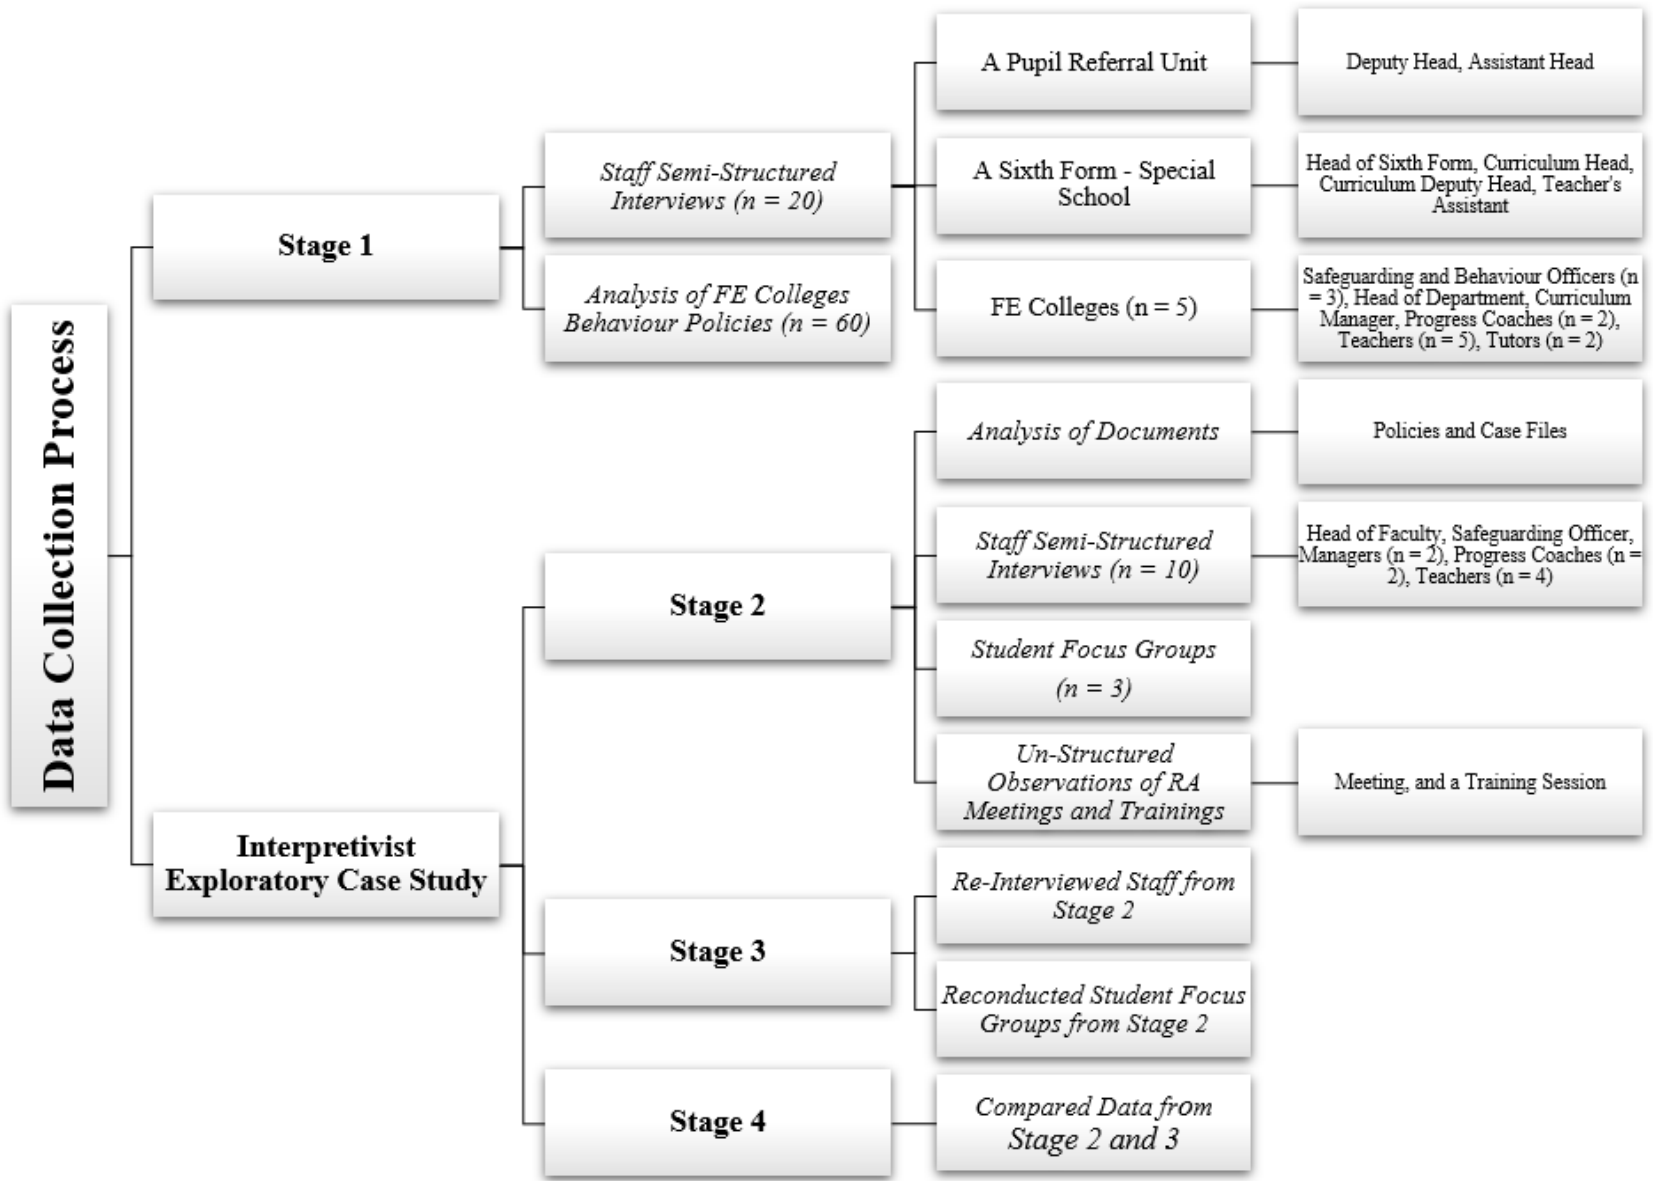 Data Collection Process
Stage 1
Staff Semi-Structured
Interviews (n = 20)
A Pupil Referral Unit
Deputy Head, Assistant Head
A Sixth Form - Special
School
Head of Sixth Form, Curriculum Head,
Curriculum Deputy Head, Teacher's
Assistant
FE Colleges (n = 5)
Safeguarding and Behaviour Officers (n
= 3), Head of Department, Curriculum
Manager, Progress Coaches (n = 2),
Teachers (n = 5), Tutors (n = 2)
Analysis of FE Colleges
Behaviour Policies (n = 60)
Interpretivist
Exploratory Case Study
Stage 2
Analysis of Documents
Policies and Case Files
Staff Semi-Structured
Interviews (n = 10)
Head of Faculty, Safeguarding Officer,
Managers (n = 2), Progress Coaches (n =
2), Teachers (n = 4)
Student Focus Groups
(n = 3)
Un-Structured
Observations of RA
Meetings and Trainings
Meeting, and a Training Session
Stage 3
Re-Interviewed Staff from
Stage 2
Reconducted Student Focus
Groups from Stage 2
Stage 4
Compared Data from
Stage 2 and 3